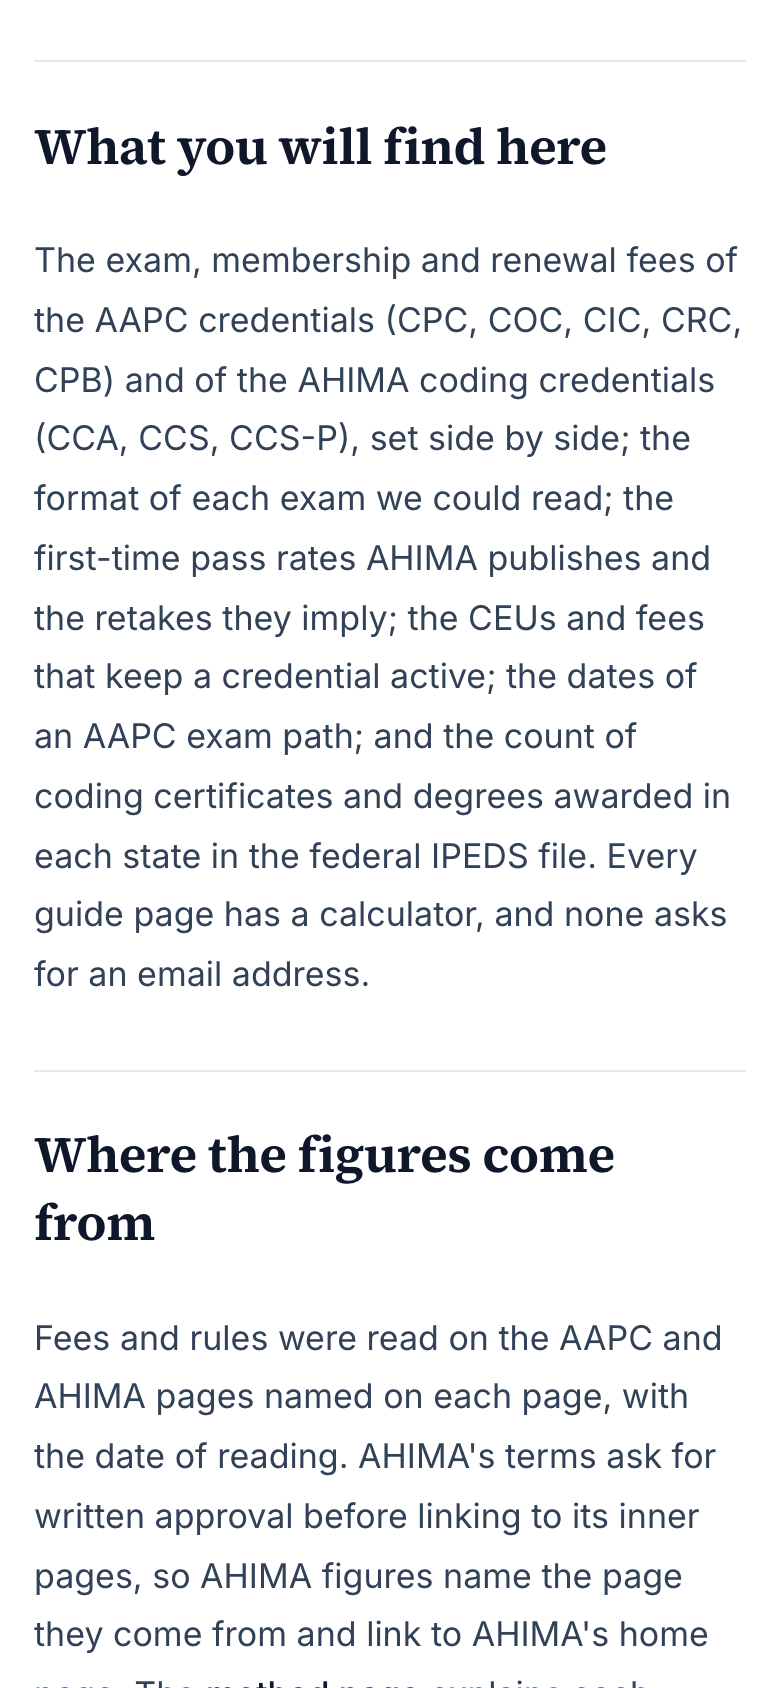 What you will find here
The exam, membership and renewal fees of
the AAPC credentials (CPC, COC, CIC, CRC,
CPB) and of the AHIMA coding credentials
(CCA, CCS, CCS-P), set side by side; the
format of each exam we could read; the
first-time pass rates AHIMA publishes and
the retakes they imply; the CEUs and fees
that keep a credential active; the dates of
an AAPC exam path; and the count of
coding certificates and degrees awarded in
each state in the federal IPEDS file. Every
guide page has a calculator, and none asks
for an email address.
Where the figures come
from
Fees and rules were read on the AAPC and
AHIMA pages named on each page, with
the date of reading. AHIMA's terms ask for
written approval before linking to its inner
pages, so AHIMA figures name the page
they come from and link to AHIMA's home
page. The method page explains each